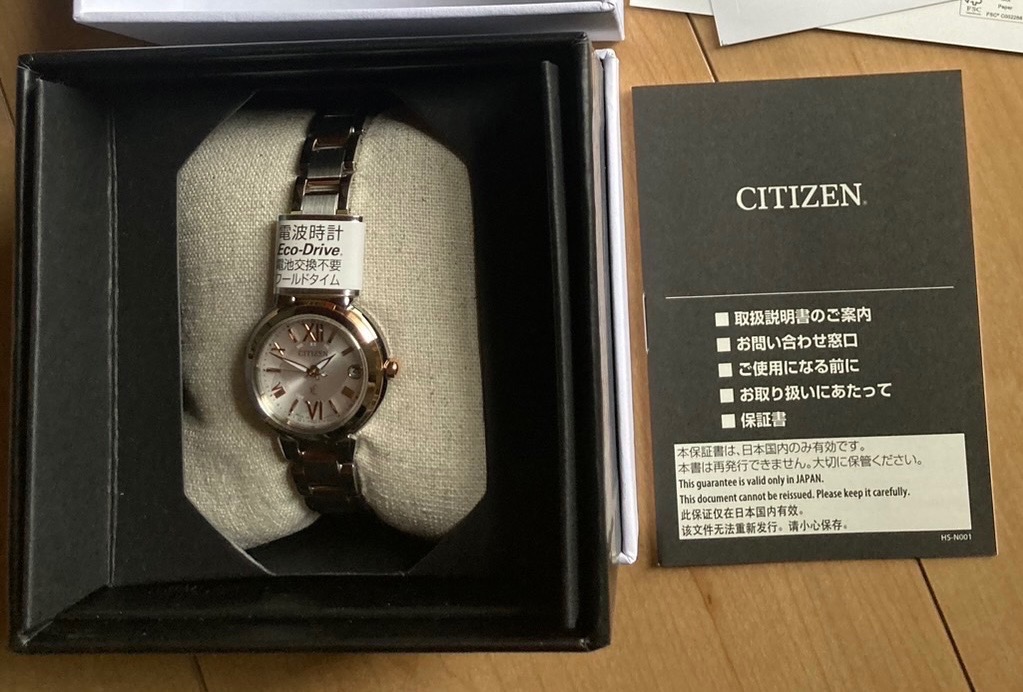 FSC
Paper
電波時計
Eco-Drive
電池交換不要
ワールドタイム
XII
CITIZEN
VI
CITIZEN
■ 取扱説明書のご案内
■ お問い合わせ窓口
■ ご使用になる前に
■ お取り扱いにあたって
■ 保証書
本保証書は、日本国内のみ有効です。
本書は再発行できません。大切に保管ください。
This guarantee is valid only in JAPAN.
This document cannot be reissued. Please keep it carefully.
此保证仅在日本国内有效。
该文件无法重新发行。请小心保存。
HS-N001